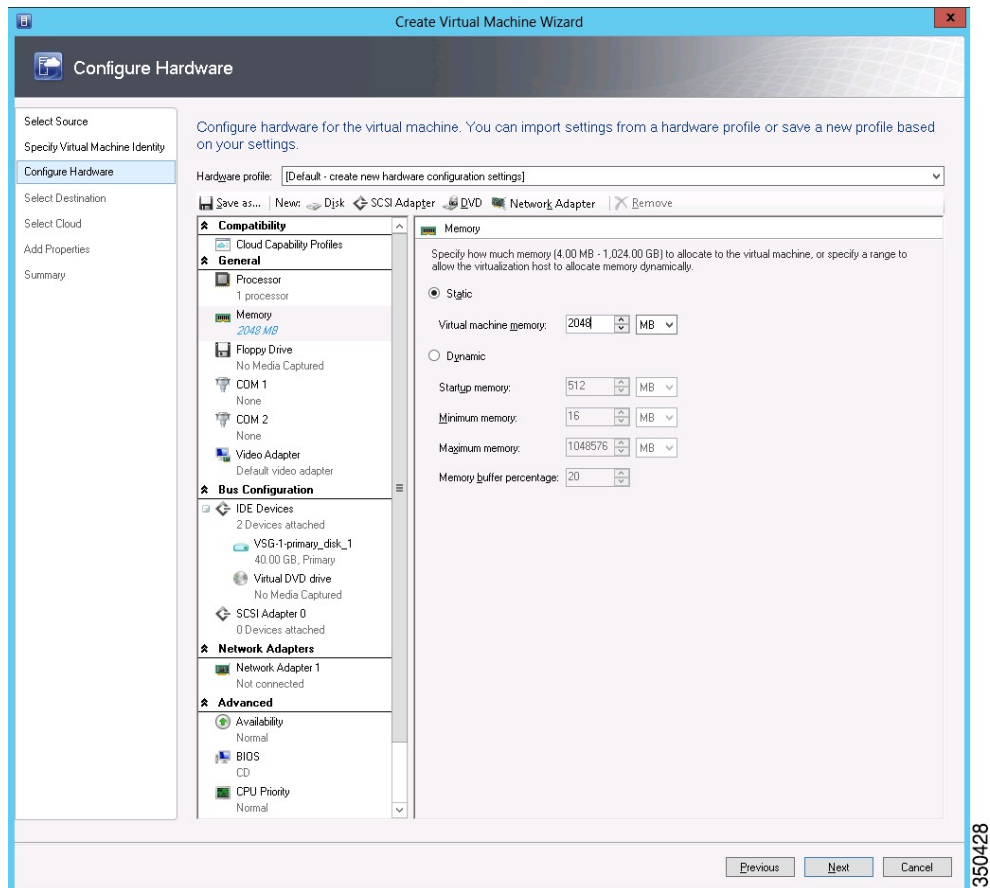 Create Virtual Machine Wizard
x
Configure Hardware
Select Source
Specify Virtual Machine Identity
Configure Hardware
Select Destination
Select Cloud
Add Properties
Summary
Configure hardware for the virtual machine. You can import settings from a hardware profile or save a new profile based
on your settings.
Hardware profile: [Default - create new hardware configuration settings]
Save as... New: Disk SCSI Adapter DVD Network Adapter Remove
Compatibility
Cloud Capability Profiles
General
Processor
1 processor
Memory
2048 MB
Floppy Drive
No Media Captured
COM 1
None
COM 2
None
Video Adapter
Default video adapter
Bus Configuration
IDE Devices
2 Devices attached
VSG-1-primary_disk_1
40.00 GB, Primary
Virtual DVD drive
No Media Captured
SCSI Adapter 0
0 Devices attached
Network Adapters
Network Adapter 1
Not connected
Advanced
Availability
Normal
BIOS
CD
CPU Priority
Normal
Memory
Specify how much memory (4.00 MB - 1,024.00 GB) to allocate to the virtual machine, or specify a range to
allow the virtualization host to allocate memory dynamically.
Static
Virtual machine memory: 2048 MB
Dynamic
Startup memory: 512 MB
Minimum memory: 16 MB
Maximum memory: 1048576 MB
Memory buffer percentage: 20
Previous Next Cancel
350428